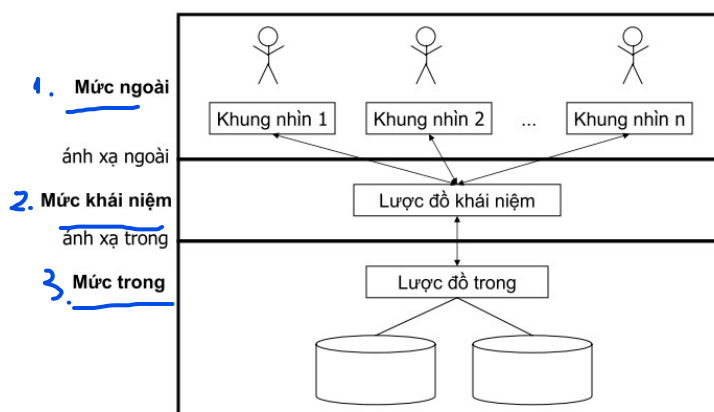 1. Mức ngoài
Khung nhìn 1 Khung nhìn 2 ... Khung nhìn n
ánh xạ ngoài
2. Mức khái niệm
Lược đồ khái niệm
ánh xạ trong
3. Mức trong
Lược đồ trong